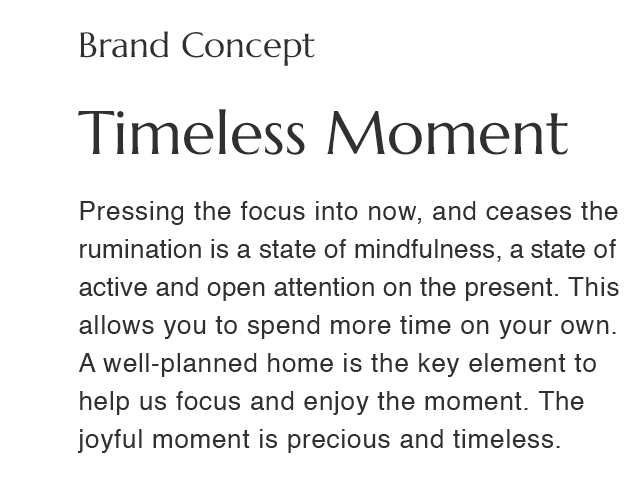 Brand Concept
Timeless Moment
Pressing the focus into now, and ceases the
rumination is a state of mindfulness, a state of
active and open attention on the present. This
allows you to spend more time on your own.
A well-planned home is the key element to
help us focus and enjoy the moment. The
joyful moment is precious and timeless.